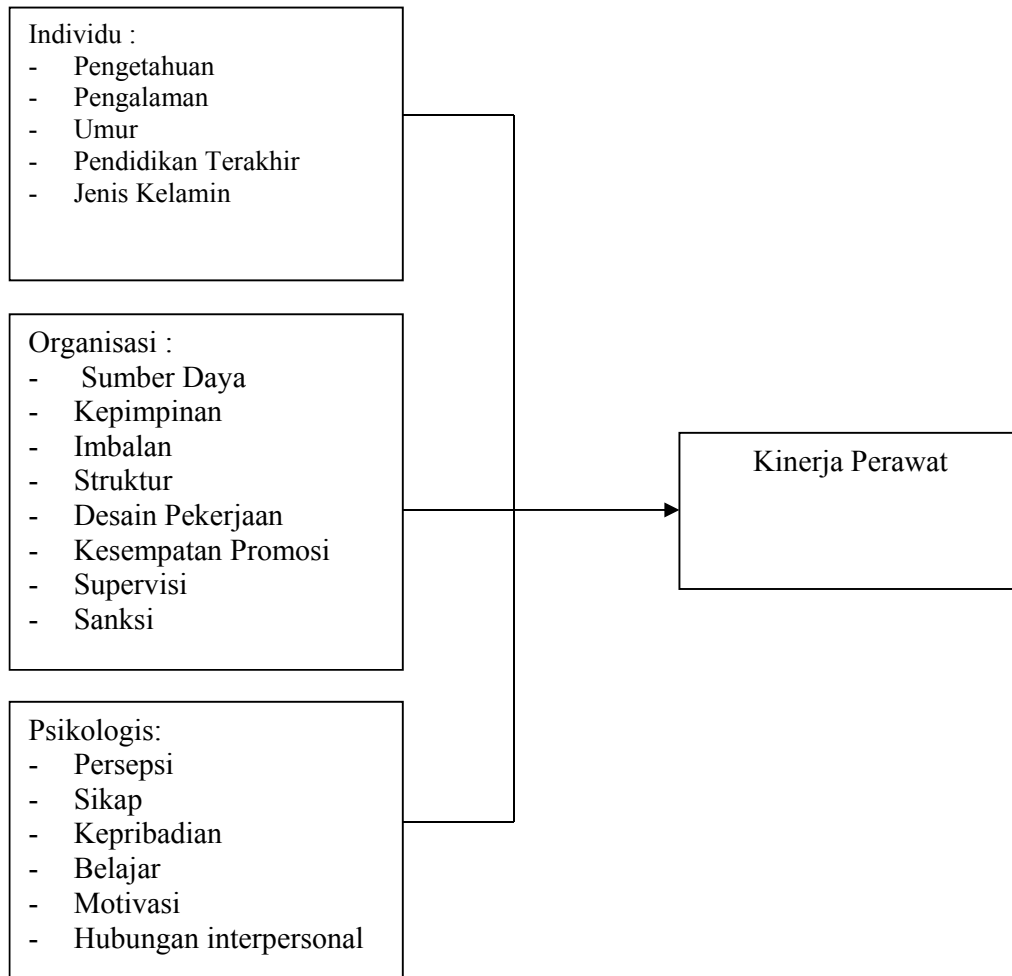 Individu :
- Pengetahuan
- Pengalaman
- Umur
- Pendidikan Terakhir
- Jenis Kelamin
Organisasi :
- Sumber Daya
- Kepimpinan
- Imbalan
- Struktur
- Desain Pekerjaan
- Kesempatan Promosi
- Supervisi
- Sanksi
Kinerja Perawat
Psikologis:
- Persepsi
- Sikap
- Kepribadian
- Belajar
- Motivasi
- Hubungan interpersonal